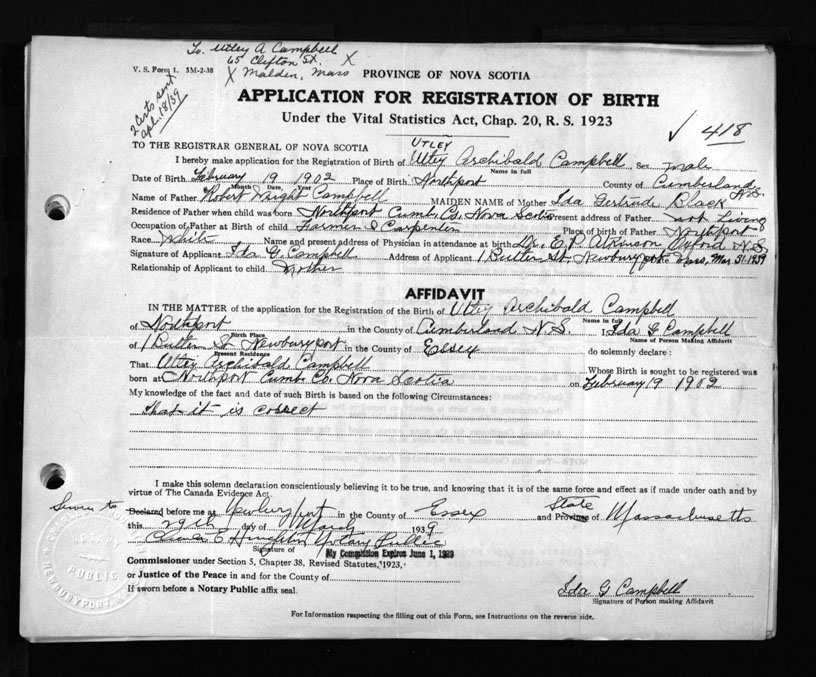 To. Utley A Campbell
65 Clifton St. X
V. S. Form 1. 3M-2-38 X Malden, Mass PROVINCE OF NOVA SCOTIA
2 Certs sent
Apl. 18/39
APPLICATION FOR REGISTRATION OF BIRTH
Under the Vital Statistics Act, Chap. 20, R. S. 1923
✓ 418
TO THE REGISTRAR GENERAL OF NOVA SCOTIA UTLEY
I hereby make application for the Registration of Birth of Utley Archibald Campbell Sex male
Name in full
Date of Birth February 19 1902 Place of Birth Northport County of Cumberland N.S.
Month Date Year
Name of Father Robert Wright Campbell MAIDEN NAME of Mother Ida Gertrude Black
Residence of Father when child was born Northport Cumb Co. Nova Scotia Present address of Father not Living
Occupation of Father at Birth of child Farmer & Carpenter Place of birth of Father Northport
Race White Name and present address of Physician in attendance at birth Dr. E. P. Atkinson Oxford N.S.
Signature of Applicant Ida G. Campbell Address of Applicant 1 Butler St. Newburyport Mass, Mar. 31-1939
Relationship of Applicant to child Mother
AFFIDAVIT
IN THE MATTER of the application for the Registration of the Birth of Utley Archibald Campbell
Name in full
of Northport in the County of Cumberland N.S. I, Ida G Campbell
Birth Place Name of Person Making Affidavit
of 1 Butler St Newburyport in the County of Essex do solemnly declare :
Present Residence
That Utley Archibald Campbell Whose Birth is sought to be registered was
born at Northport Cumb. Co. Nova Scotia on February 19 1902
My knowledge of the fact and date of such Birth is based on the following Circumstances:
that it is correct
I make this solemn declaration conscientiously believing it to be true, and knowing that it is of the same force and effect as if made under oath and by
virtue of The Canada Evidence Act.
Sworn to Declared before me at Newburyport in the County of Essex and Province State of Massachusetts
this 29th day of March 1939
Notary Public
Signature of My Commission Expires June 1, 1939
Commissioner under Section 5, Chapter 38, Revised Statutes, 1923,
or Justice of the Peace in and for the County of
If sworn before a Notary Public affix seal.
NOTARY PUBLIC
NEWBURYPORT
Ida G Campbell
Signature of Person making Affidavit
For Information respecting the filling out of this Form, see Instructions on the reverse side.